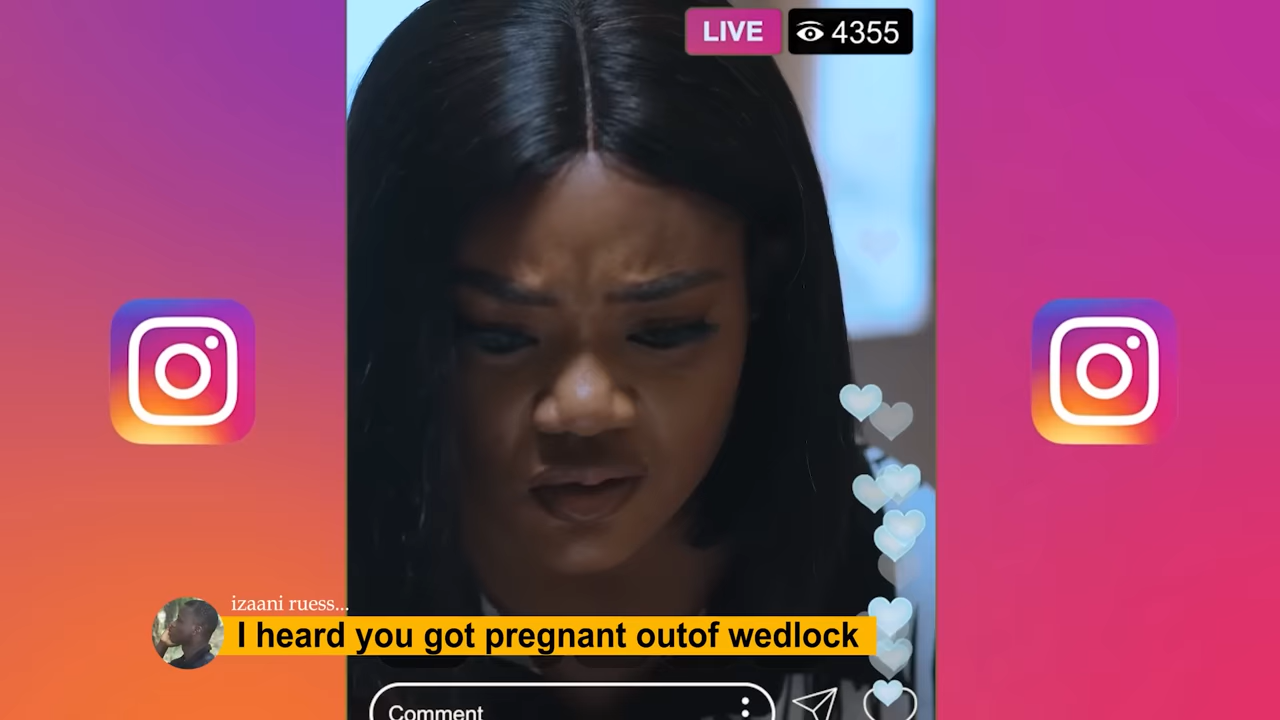 LIVE
4355
izaani ruess...
I heard you got pregnant outof wedlock
Comment